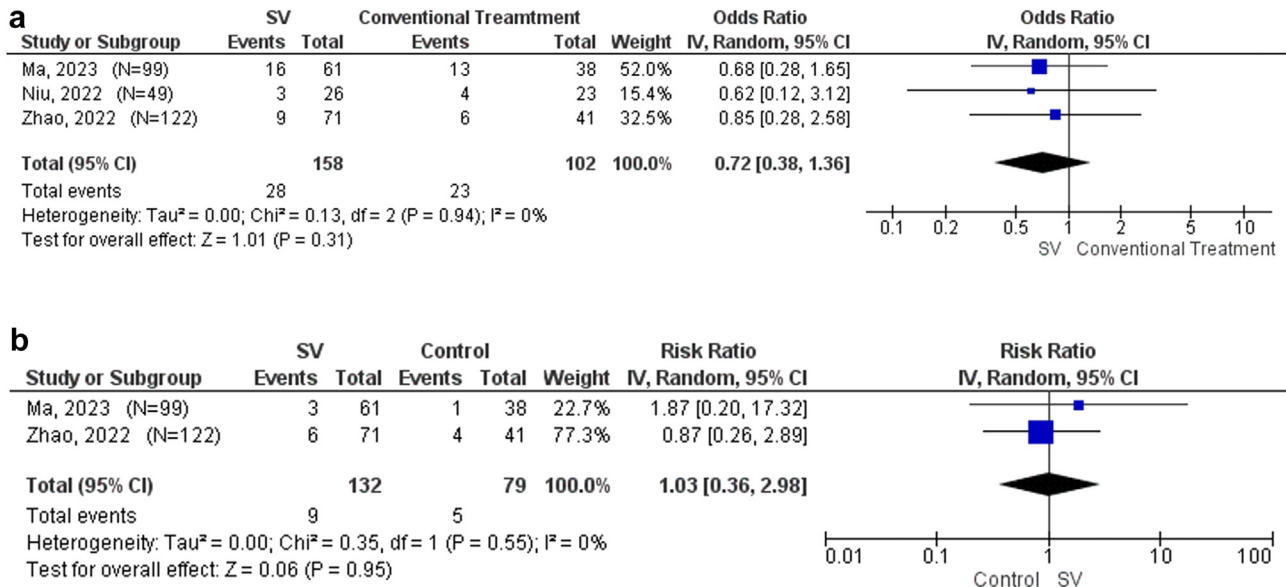 a
SV Conventional Treamtment Odds Ratio Odds Ratio
Study or Subgroup Events Total Events Total Weight IV, Random, 95% CI IV, Random, 95% CI
Ma, 2023 (N=99) 16 61 13 38 52.0% 0.68 [0.28, 1.65]
Niu, 2022 (N=49) 3 26 4 23 15.4% 0.62 [0.12, 3.12]
Zhao, 2022 (N=122) 9 71 6 41 32.5% 0.85 [0.28, 2.58]
Total (95% CI) 158 102 100.0% 0.72 [0.38, 1.36]
Total events 28 23
Heterogeneity: Tau² = 0.00; Chi² = 0.13, df = 2 (P = 0.94); I² = 0%
Test for overall effect: Z = 1.01 (P = 0.31)
0.1 0.2 0.5 1 2 5 10
SV Conventional Treatment
b
SV Control Risk Ratio Risk Ratio
Study or Subgroup Events Total Events Total Weight IV, Random, 95% CI IV, Random, 95% CI
Ma, 2023 (N=99) 3 61 1 38 22.7% 1.87 [0.20, 17.32]
Zhao, 2022 (N=122) 6 71 4 41 77.3% 0.87 [0.26, 2.89]
Total (95% CI) 132 79 100.0% 1.03 [0.36, 2.98]
Total events 9 5
Heterogeneity: Tau² = 0.00; Chi² = 0.35, df = 1 (P = 0.55); I² = 0%
Test for overall effect: Z = 0.06 (P = 0.95)
0.01 0.1 1 10 100
Control SV